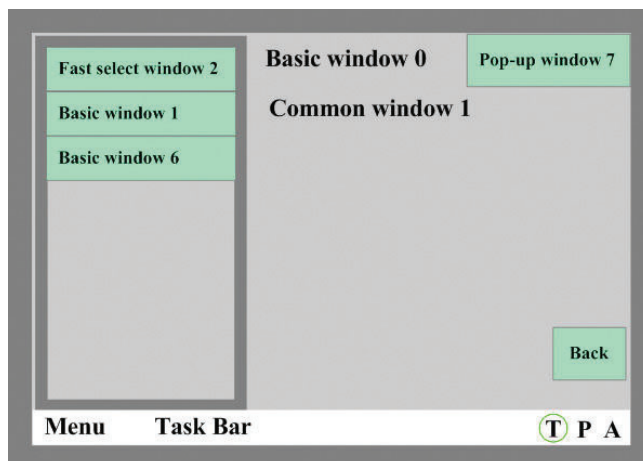 Fast select window 2
Basic window 1
Basic window 6
Basic window 0
Pop-up window 7
Common window 1
Back
Menu Task Bar T P A